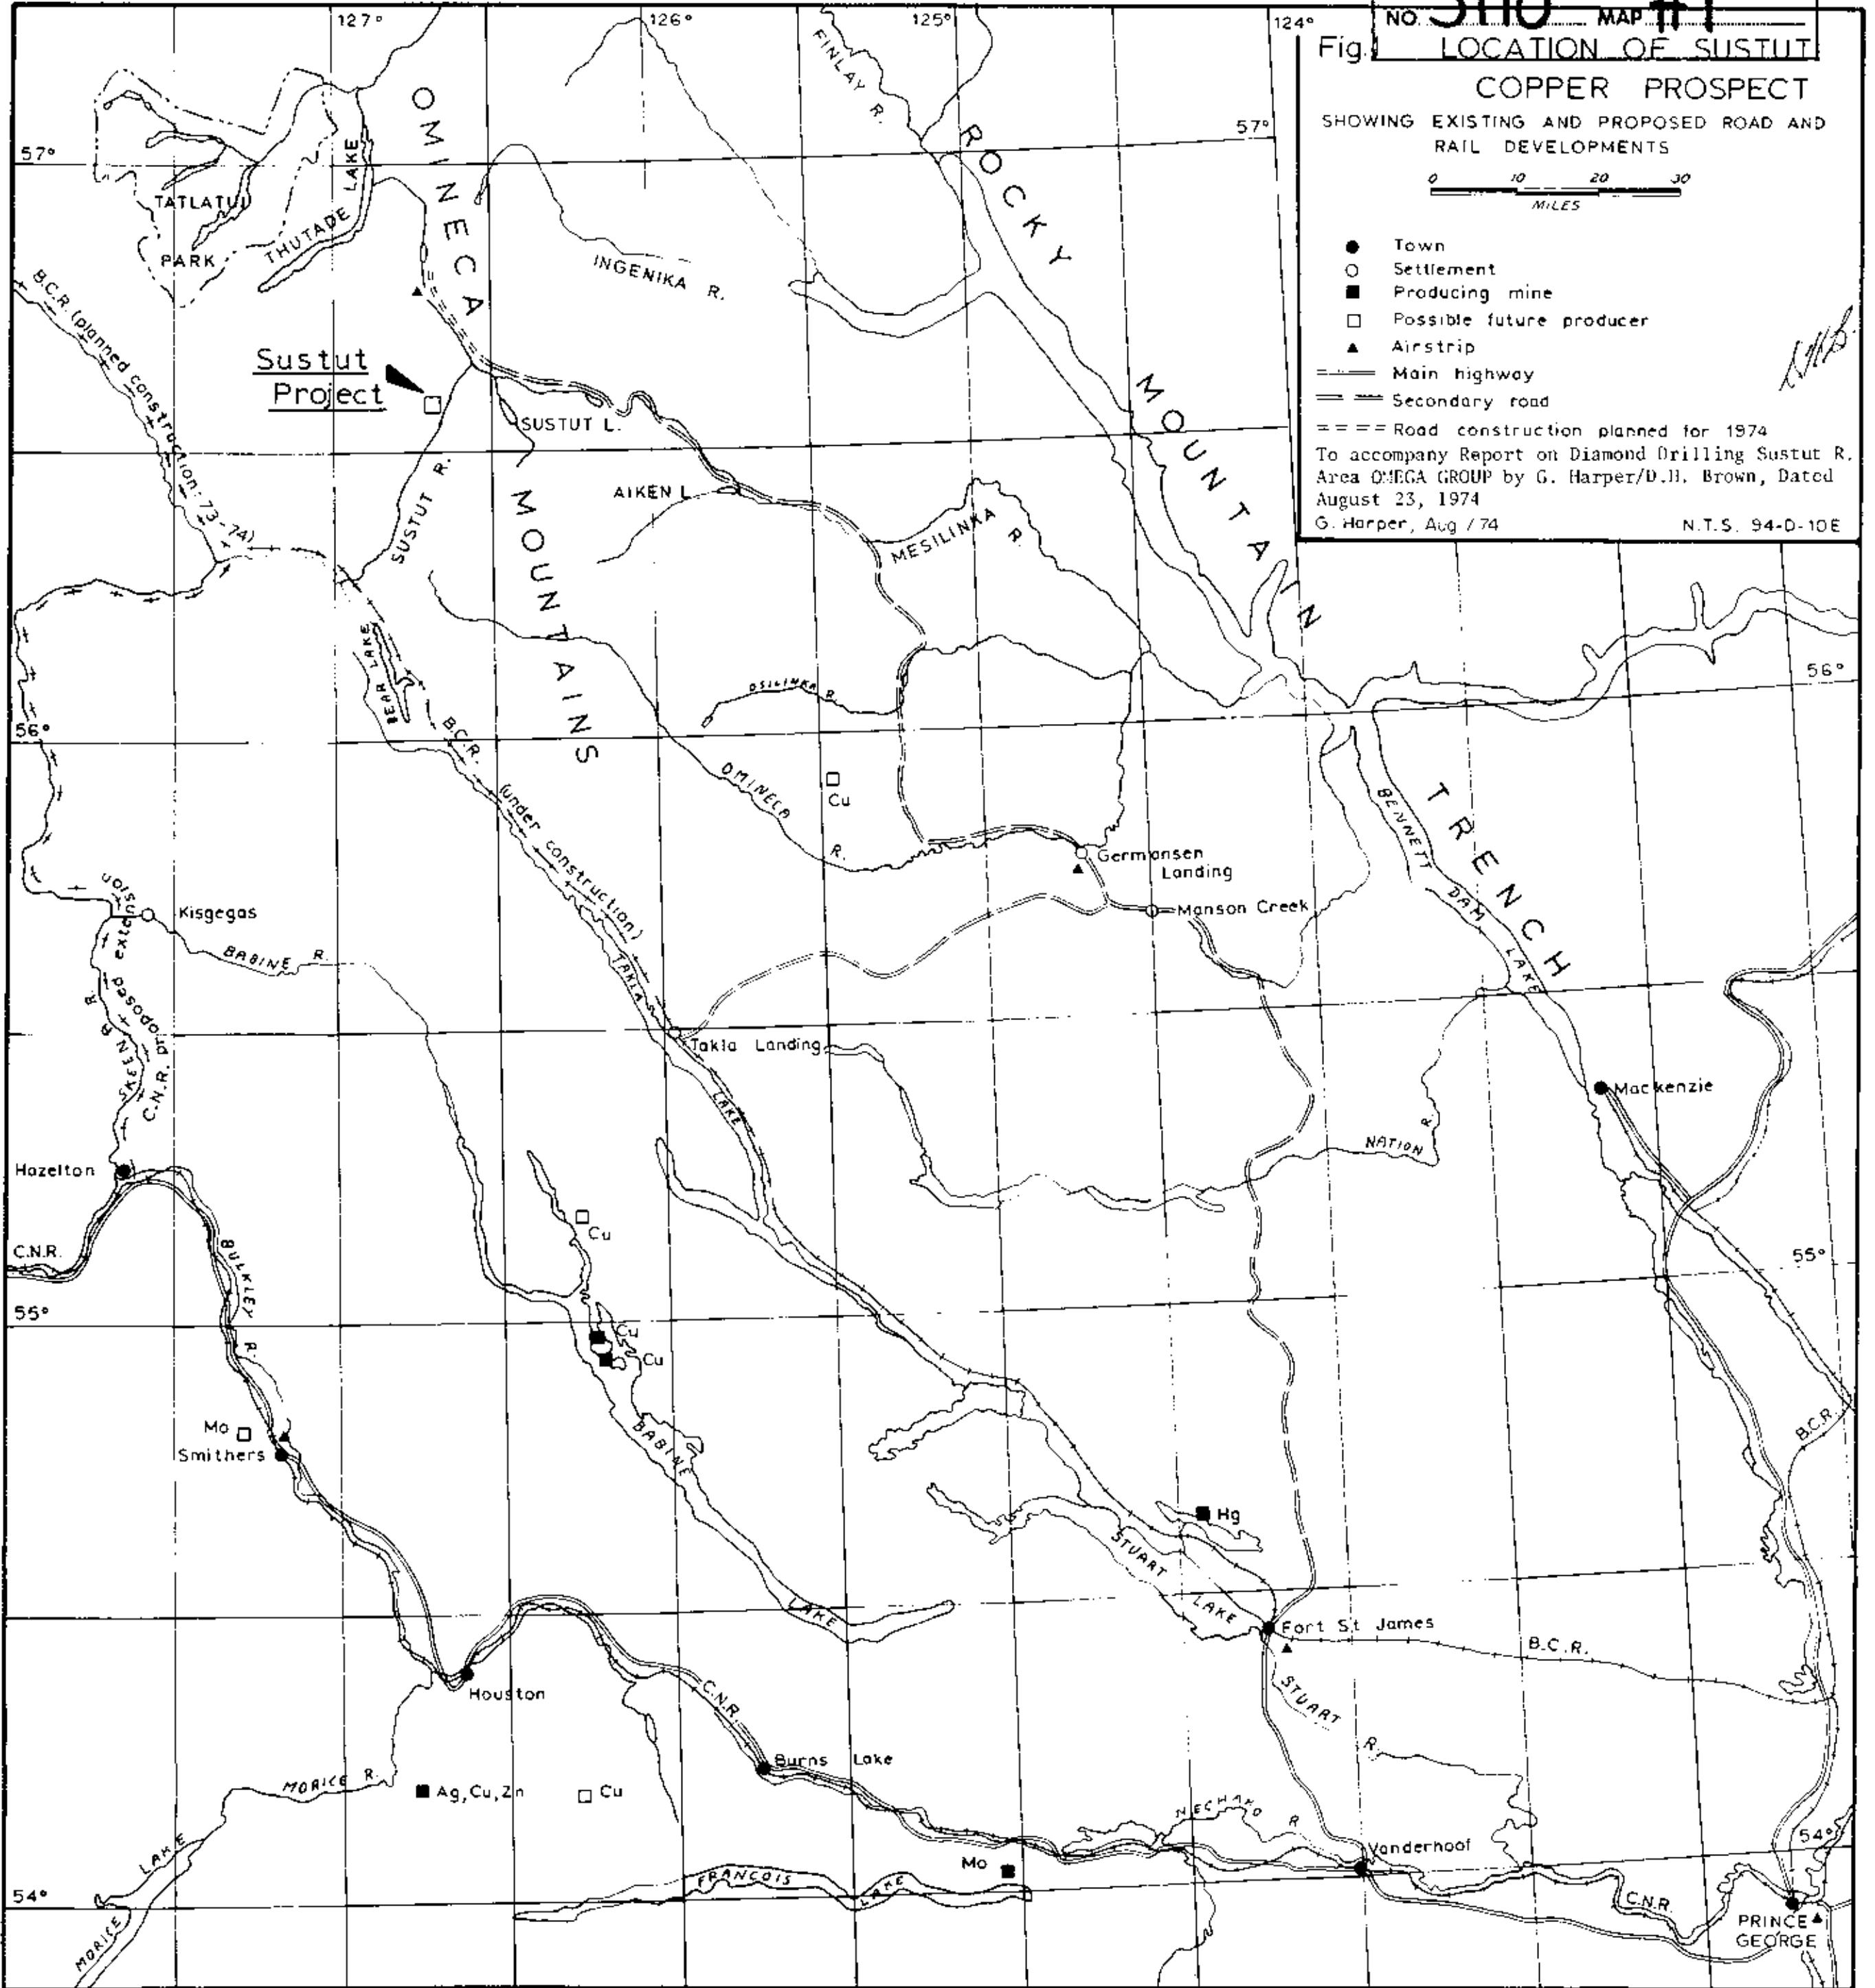 NO. MAP #1
Fig. LOCATION OF SUSTUT
COPPER PROSPECT
SHOWING EXISTING AND PROPOSED ROAD AND
RAIL DEVELOPMENTS
0 10 20 30
MILES
Town
Settlement
Producing mine
Possible future producer
Airstrip
Main highway
Secondary road
Road construction planned for 1974
To accompany Report on Diamond Drilling Sustut R.
Area OMEGA GROUP by G. Harper/D.H. Brown, Dated
August 23, 1974
G. Harper, Aug / 74 N.T.S. 94-D-10E
127° 126° 125° 124°
57°
57°
FINLAY R.
OMINECA
MOUNTAINS
ROCKY
MOUNTAIN
TRENCH
TATLATUI
PARK
THUTADE LAKE
INGENIKA R.
B.C.R. (planned construction: 73-74)
Sustut
Project
SUSTUT L.
SUSTUT R.
AIKEN L.
MESILINKA R.
BEAR LAKE
OSILINKA R.
56°
56°
B.C.R. (under construction)
OMINECA R.
Cu
Germansen
Landing
Manson Creek
BENNETT DAM LAKE
Kisgegas
BABINE R.
SKEENA R.
C.N.R. proposed extension
TAKLA
Takla Landing
LAKE
Mackenzie
NATION R.
Hazelton
C.N.R.
BULKLEY R.
Cu
55°
55°
Cu
Cu
Mo
Smithers
BABINE
LAKE
B.C.R.
Hg
STUART
LAKE
Fort St James
B.C.R.
STUART
R.
Houston
C.N.R.
Burns Lake
MORICE R.
Ag,Cu,Zn
Cu
NECHAKO R
Vanderhoof
54°
54°
MORICE LAKE
FRANCOIS LAKE
Mo
C.N.R.
PRINCE
GEORGE